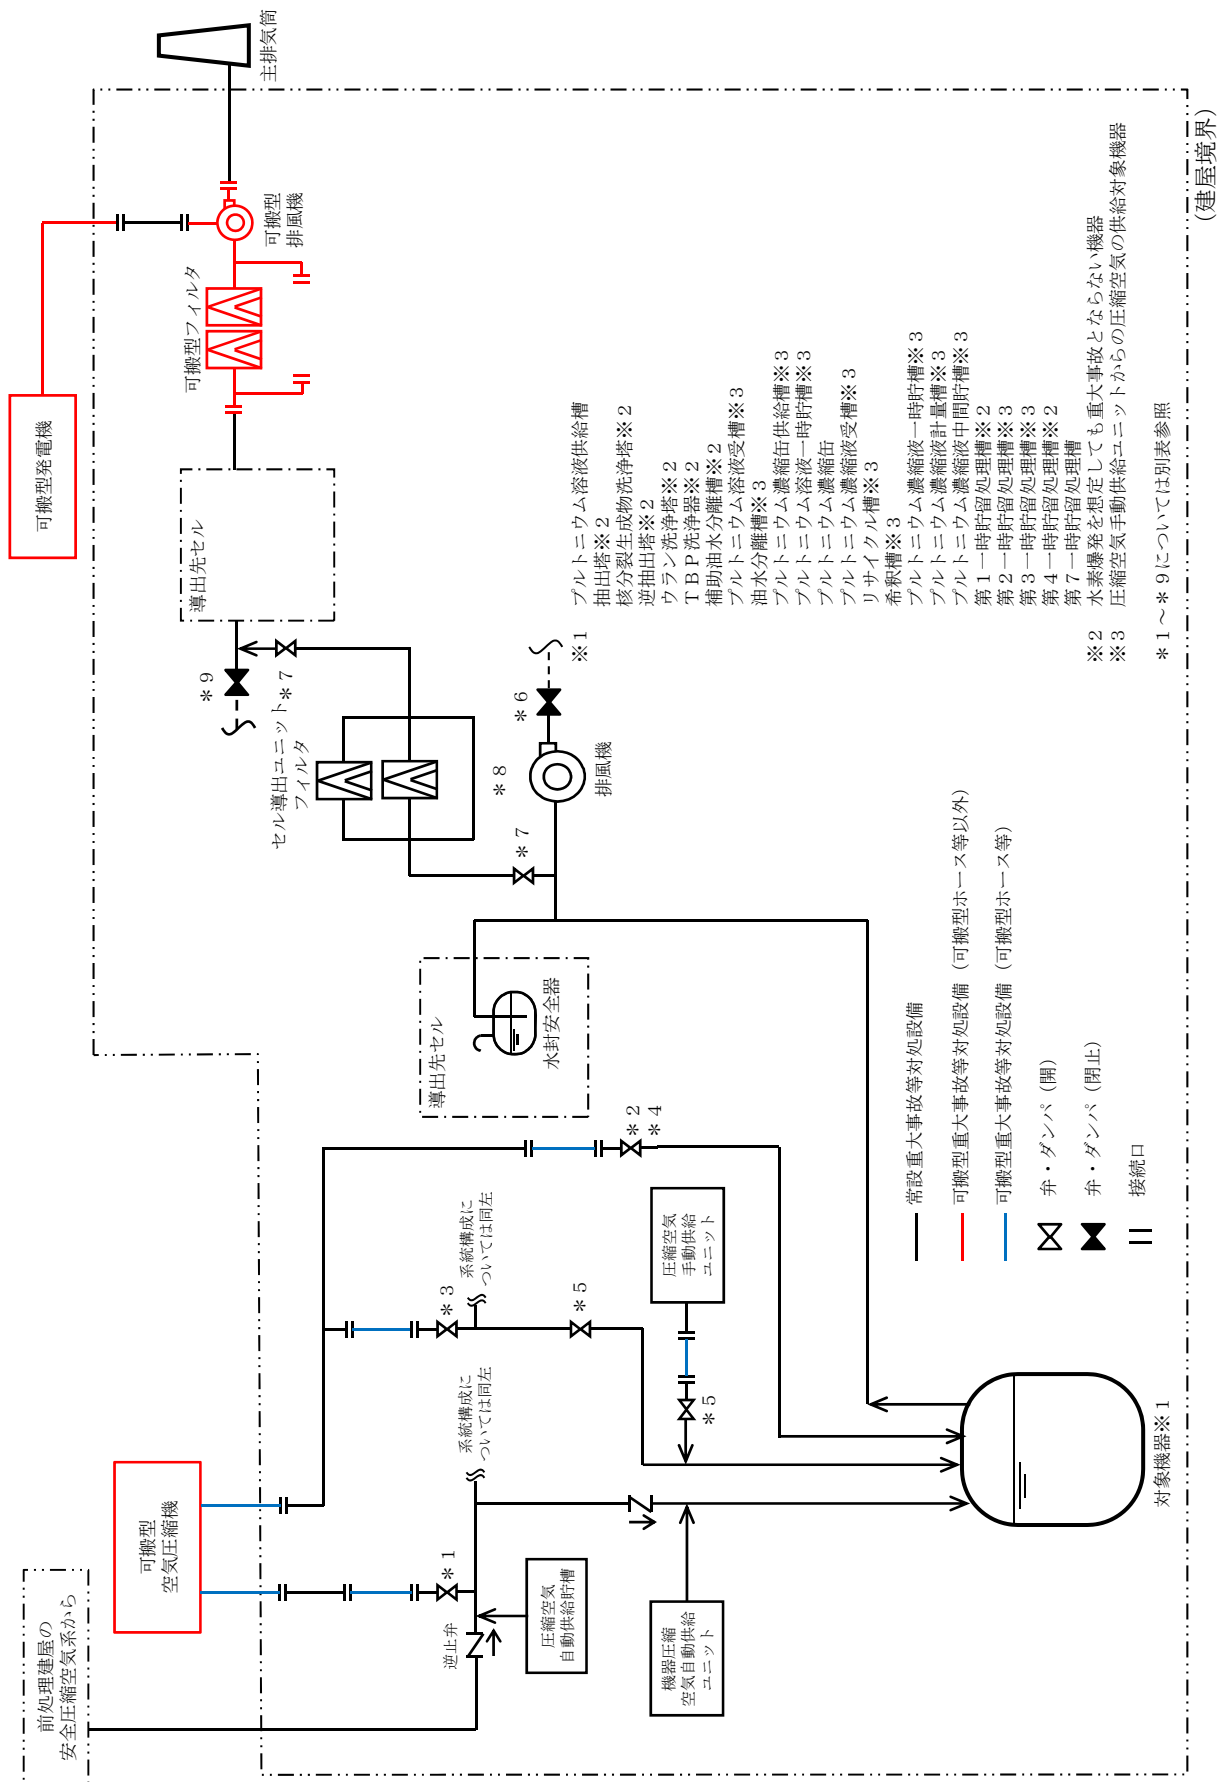 主排気筒
可搬型
排風機
可搬型フィルタ
可搬型発電機
導出先セル
＊９
＊７
セル導出ユニット
フィルタ
＊８
＊６
排風機
＊７
導出先セル
水封安全器
＊２
＊４
系統構成に
ついては同左
＊３
＊５
圧縮空気
手動供給
ユニット
＊５
系統構成に
ついては同左
可搬型
空気圧縮機
＊１
逆止弁
圧縮空気
自動供給貯槽
機器圧縮
空気自動供給
ユニット
前処理建屋の
安全圧縮空気系から
対象機器※１
（建屋境界）
※１　プルトニウム溶液供給槽
抽出塔※２
核分裂生成物洗浄塔※２
逆抽出塔※２
ウラン洗浄塔※２
ＴＢＰ洗浄器※２
補助油水分離槽※２
プルトニウム溶液受槽※３
油水分離槽※３
プルトニウム濃縮缶供給槽※３
プルトニウム溶液一時貯槽※３
プルトニウム濃縮缶
プルトニウム濃縮液受槽※３
リサイクル槽※３
希釈槽※３
プルトニウム濃縮液一時貯槽※３
プルトニウム濃縮液計量槽※３
プルトニウム濃縮液中間貯槽※３
第１一時貯留処理槽※２
第２一時貯留処理槽※３
第３一時貯留処理槽※３
第４一時貯留処理槽※２
第７一時貯留処理槽
※２　水素爆発を想定しても重大事故とならない機器
※３　圧縮空気手動供給ユニットからの圧縮空気の供給対象機器
＊１～＊９については別表参照
常設重大事故等対処設備
可搬型重大事故等対処設備（可搬型ホース等以外）
可搬型重大事故等対処設備（可搬型ホース等）
弁・ダンパ（開）
弁・ダンパ（閉止）
接続口